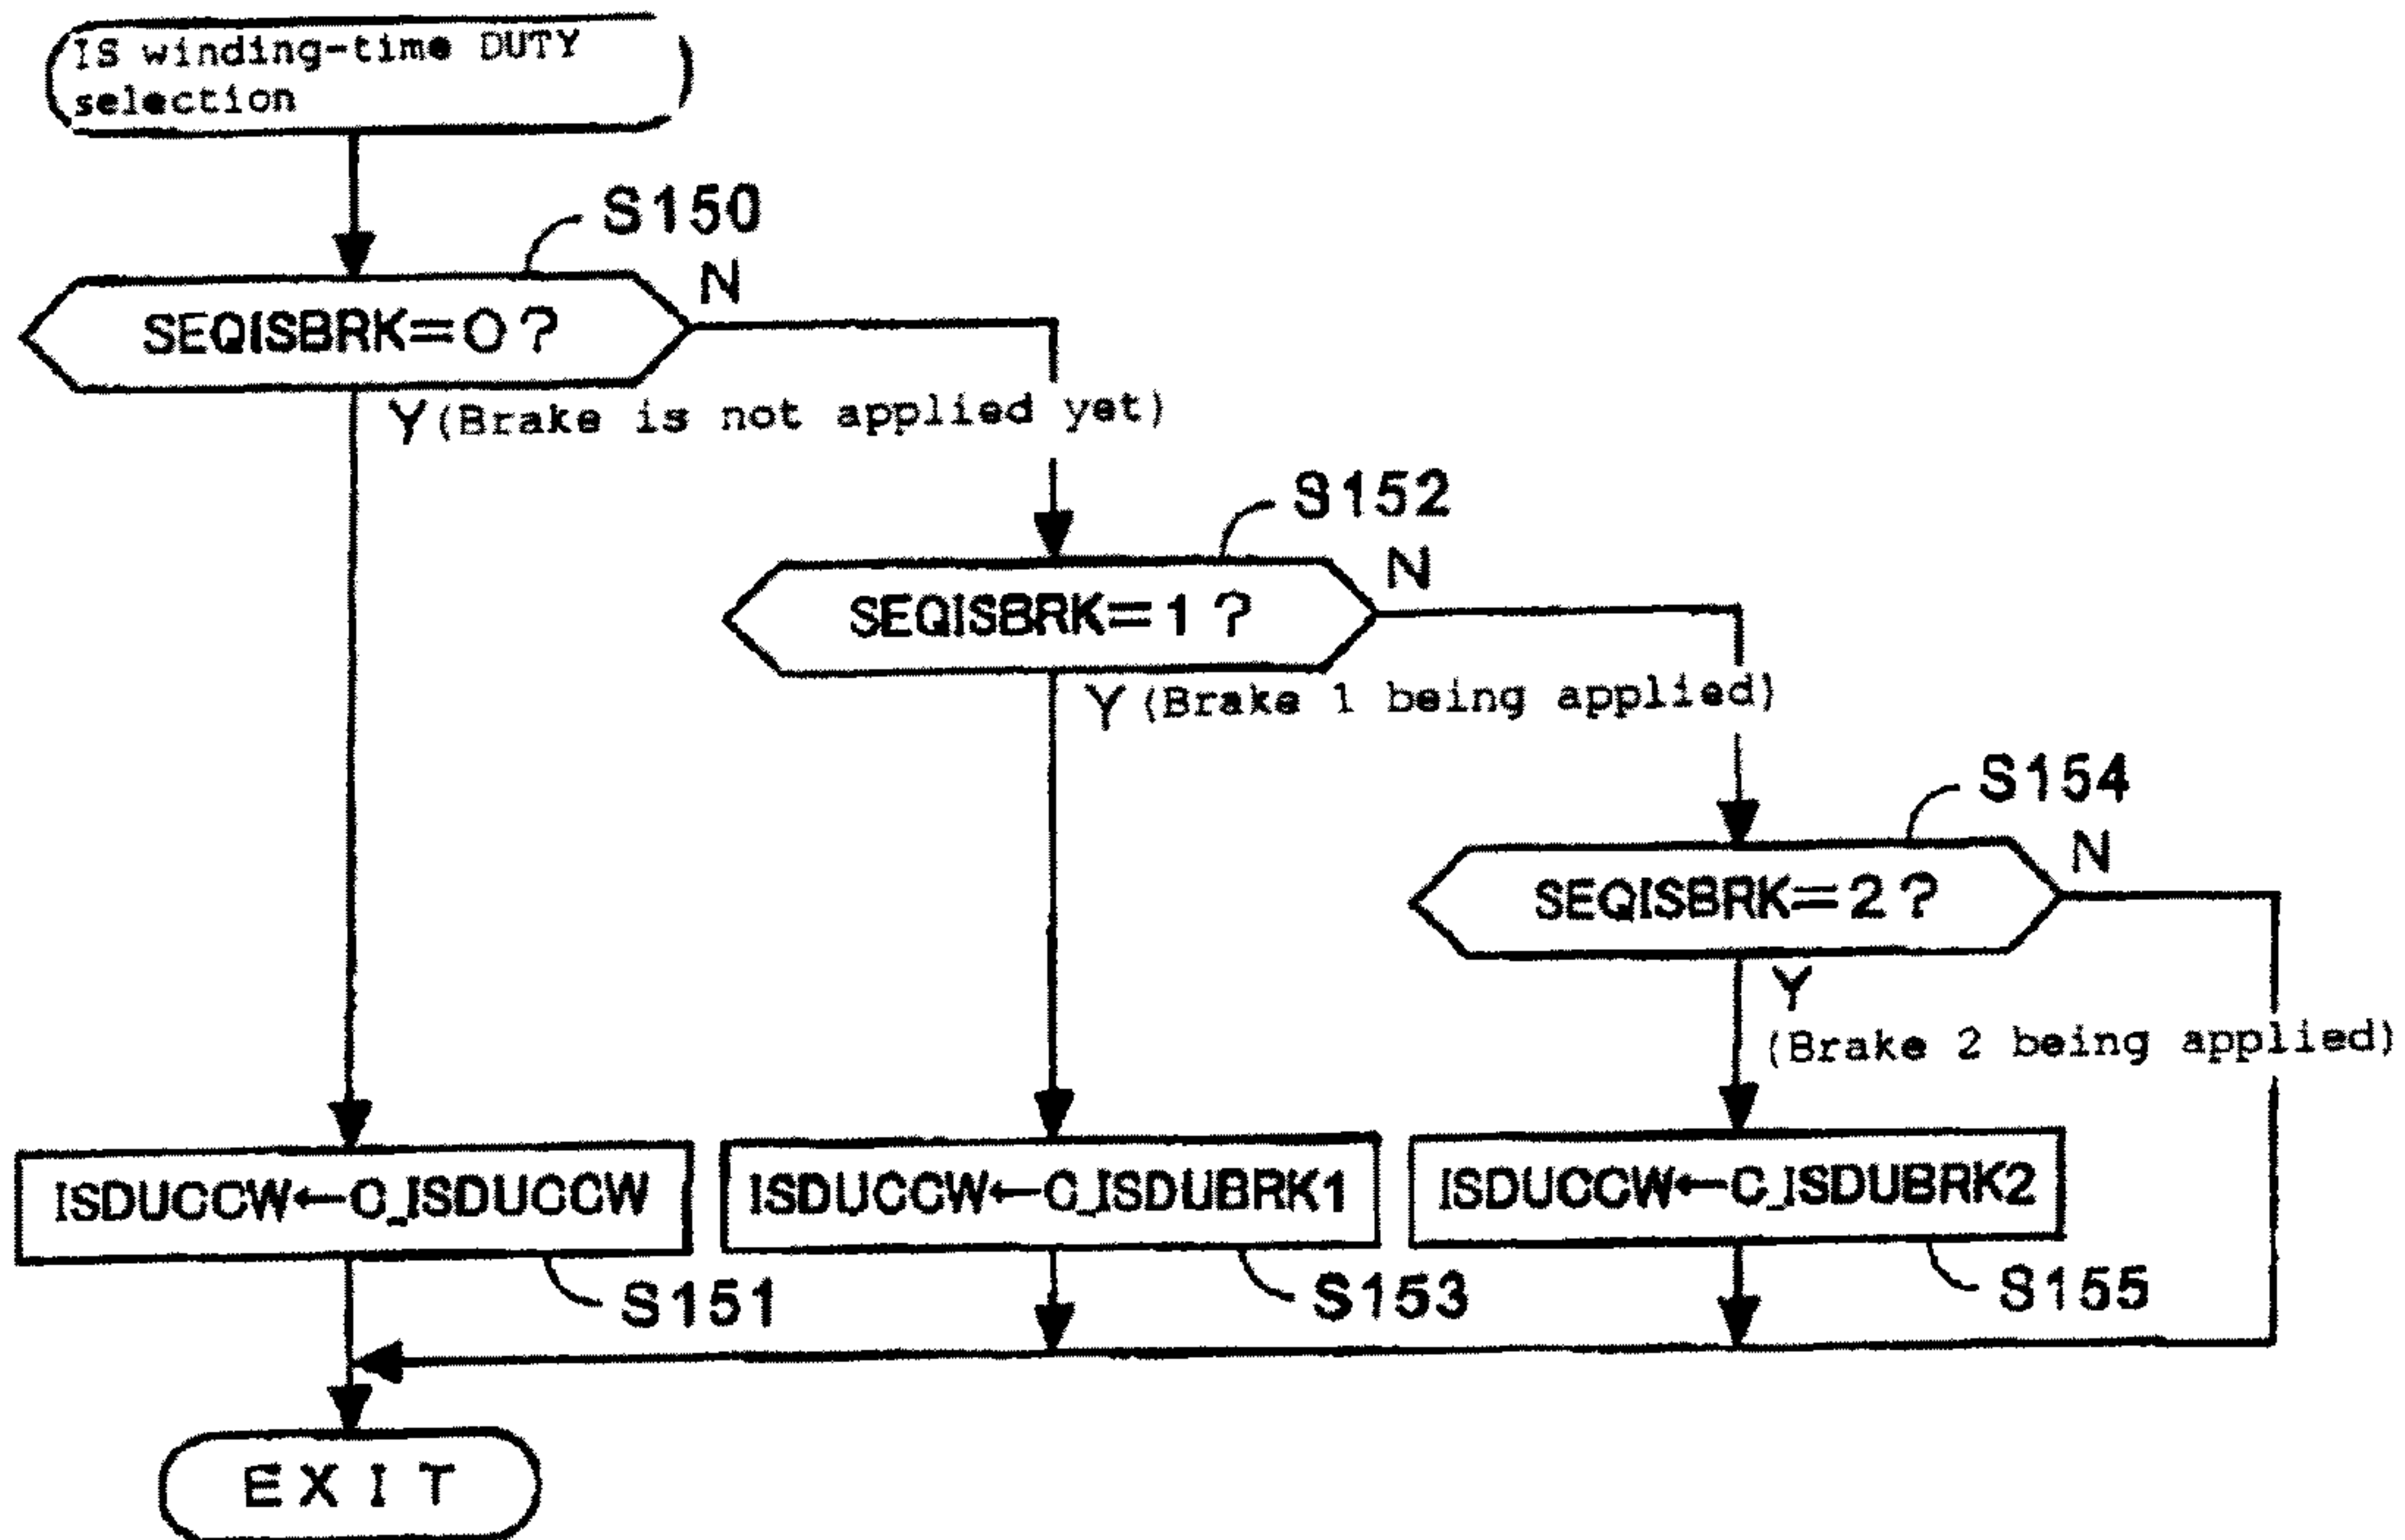 IS winding-time DUTY
selection
S150
N
SEQISBRK=0?
Y (Brake is not applied yet)
S152
N
SEQISBRK=1?
Y (Brake 1 being applied)
S154
N
SEQISBRK=2?
Y
(Brake 2 being applied)
ISDUCCW←C_ISDUCCW
ISDUCCW←C_ISDUBRK1
ISDUCCW←C_ISDUBRK2
S151
S153
S155
EXIT